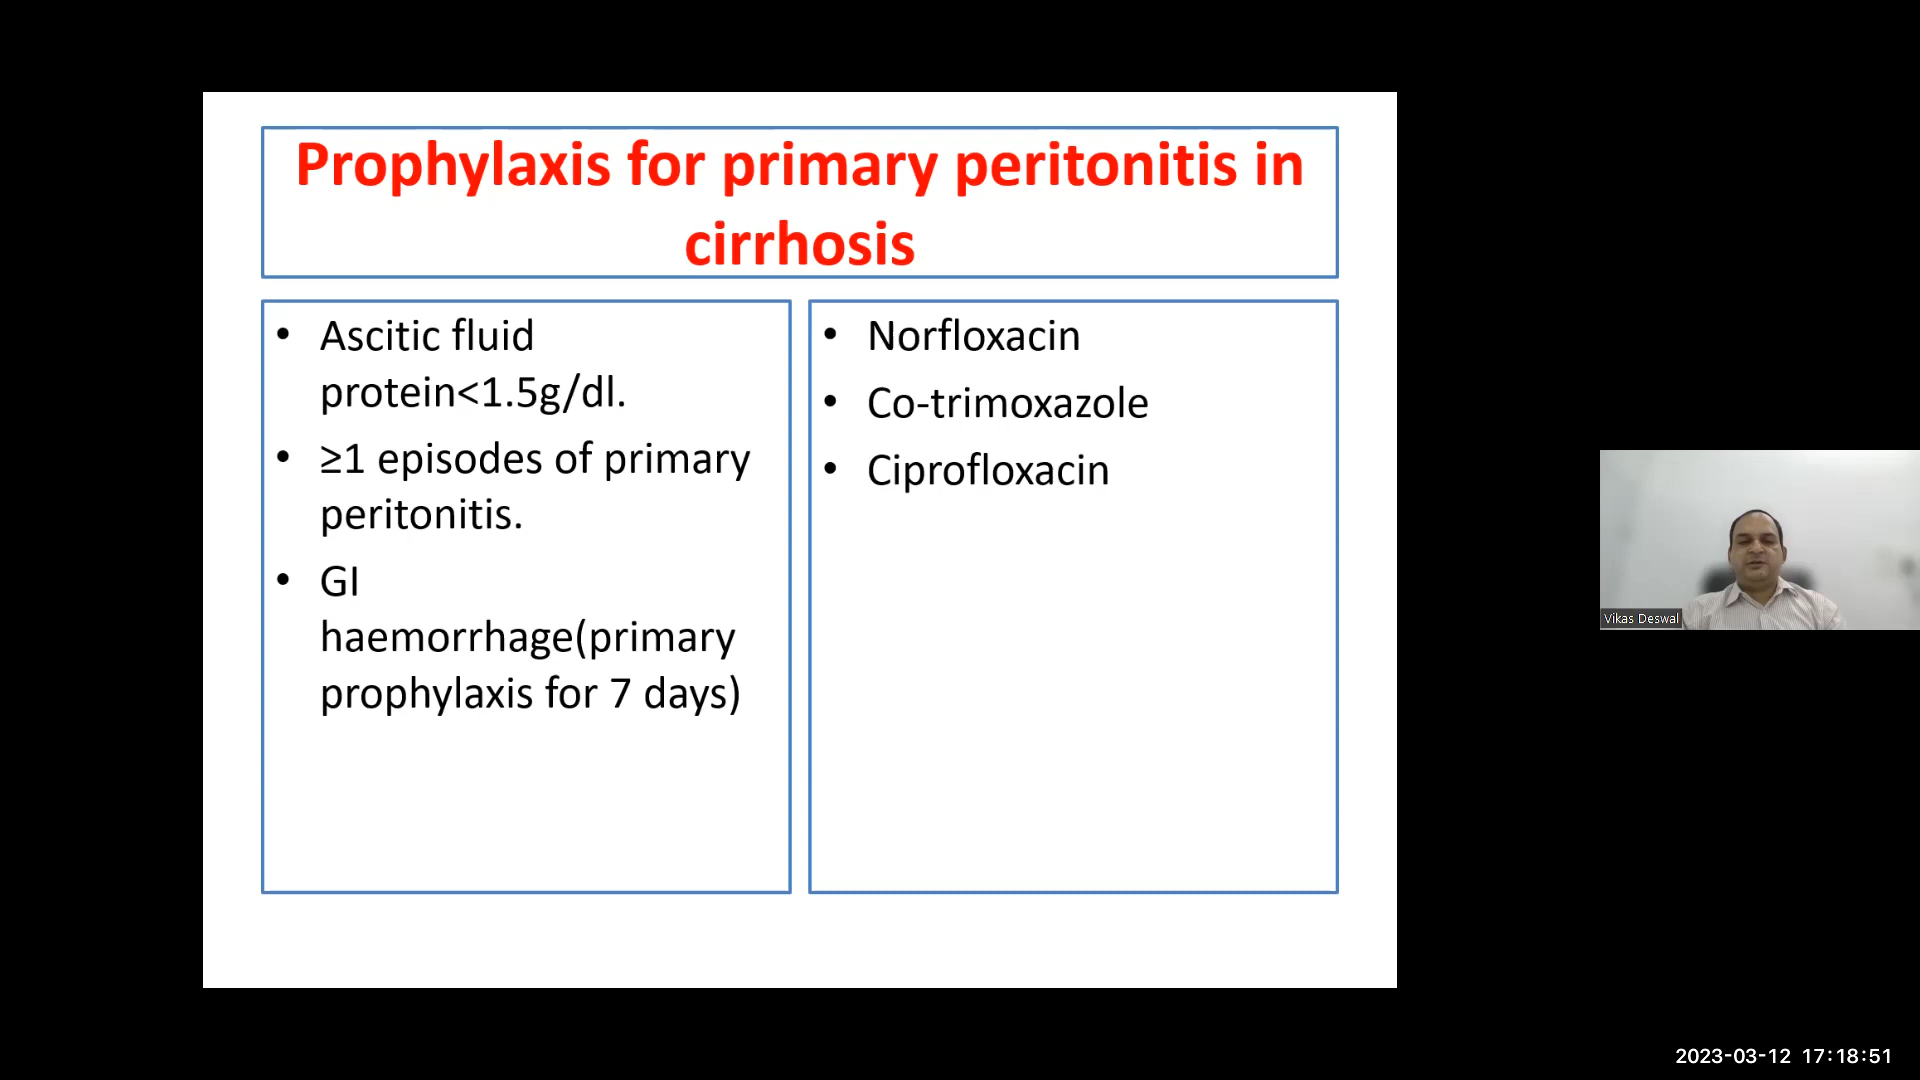 Prophylaxis for primary peritonitis in
cirrhosis
• Ascitic fluid
protein<1.5g/dl.
• ≥1 episodes of primary
peritonitis.
• GI
haemorrhage(primary
prophylaxis for 7 days)
• Norfloxacin
• Co-trimoxazole
• Ciprofloxacin
Vikas Deswal
2023-03-12 17:18:51